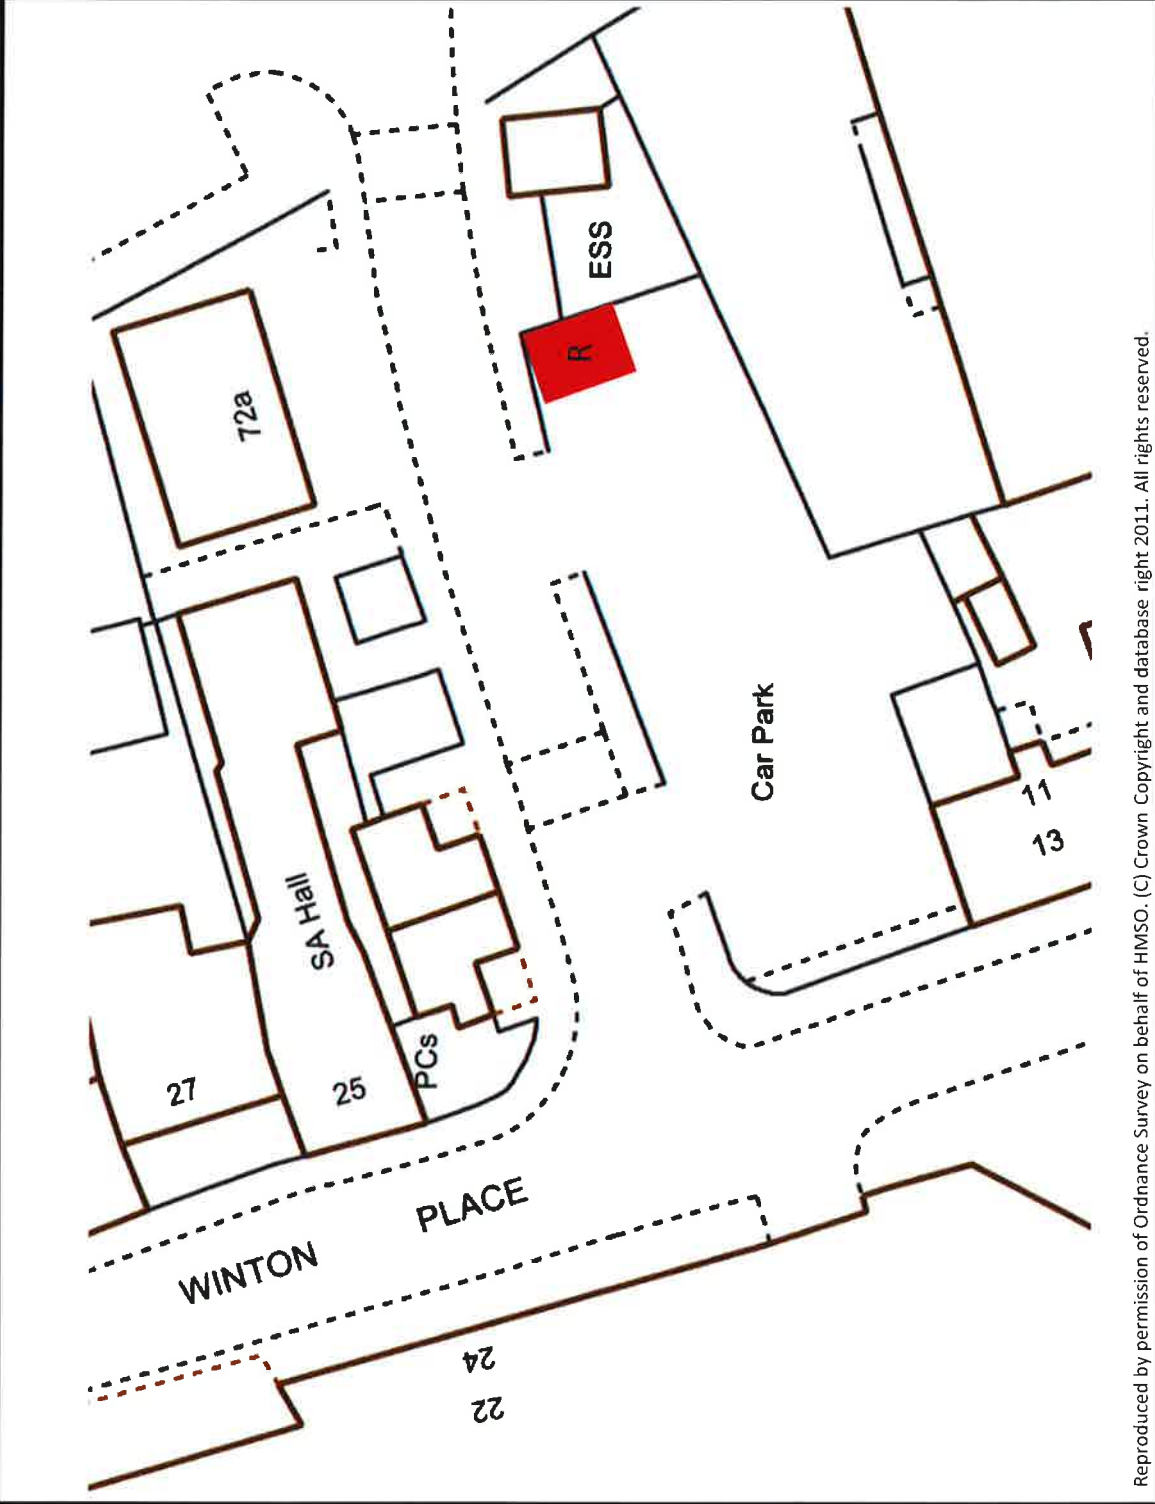 ESS
R
72a
Car Park
11
13
SA Hall
PCs
27
25
WINTON PLACE
24
22
Reproduced by permission of Ordnance Survey on behalf of HMSO. (C) Crown Copyright and database right 2011. All rights reserved.